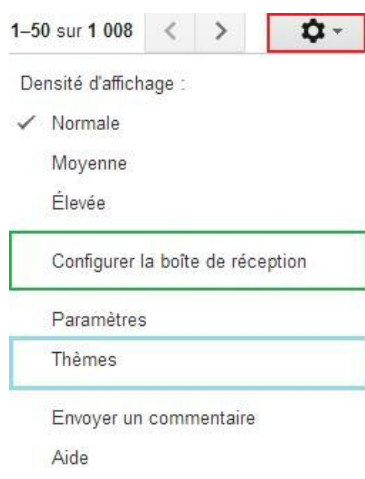 1–50 sur 1 008
Densité d'affichage :
Normale
Moyenne
Élevée
Configurer la boîte de réception
Paramètres
Thèmes
Envoyer un commentaire
Aide